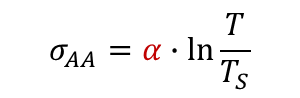 σ_AA = α · ln T/T_S